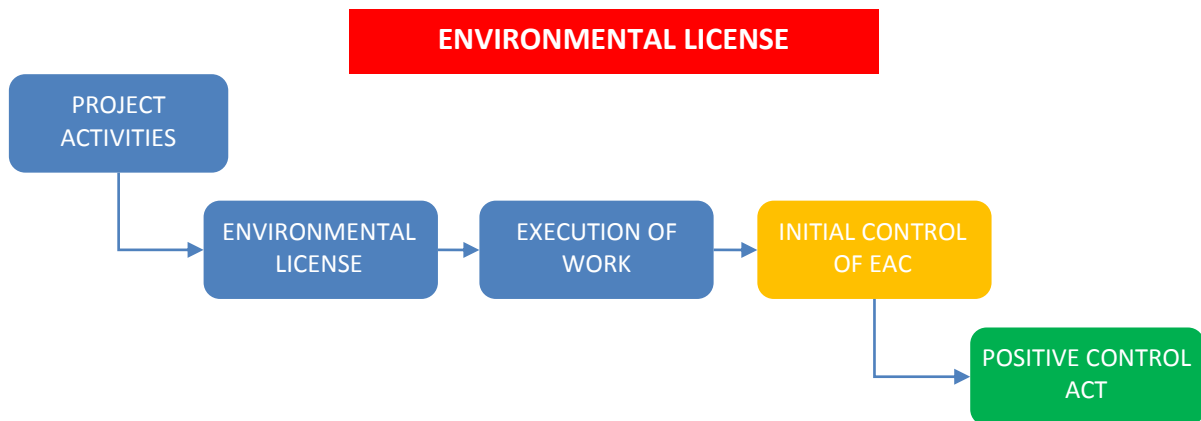 ENVIRONMENTAL LICENSE
PROJECT
ACTIVITIES
ENVIRONMENTAL
LICENSE
EXECUTION OF
WORK
INITIAL CONTROL
OF EAC
POSITIVE CONTROL
ACT